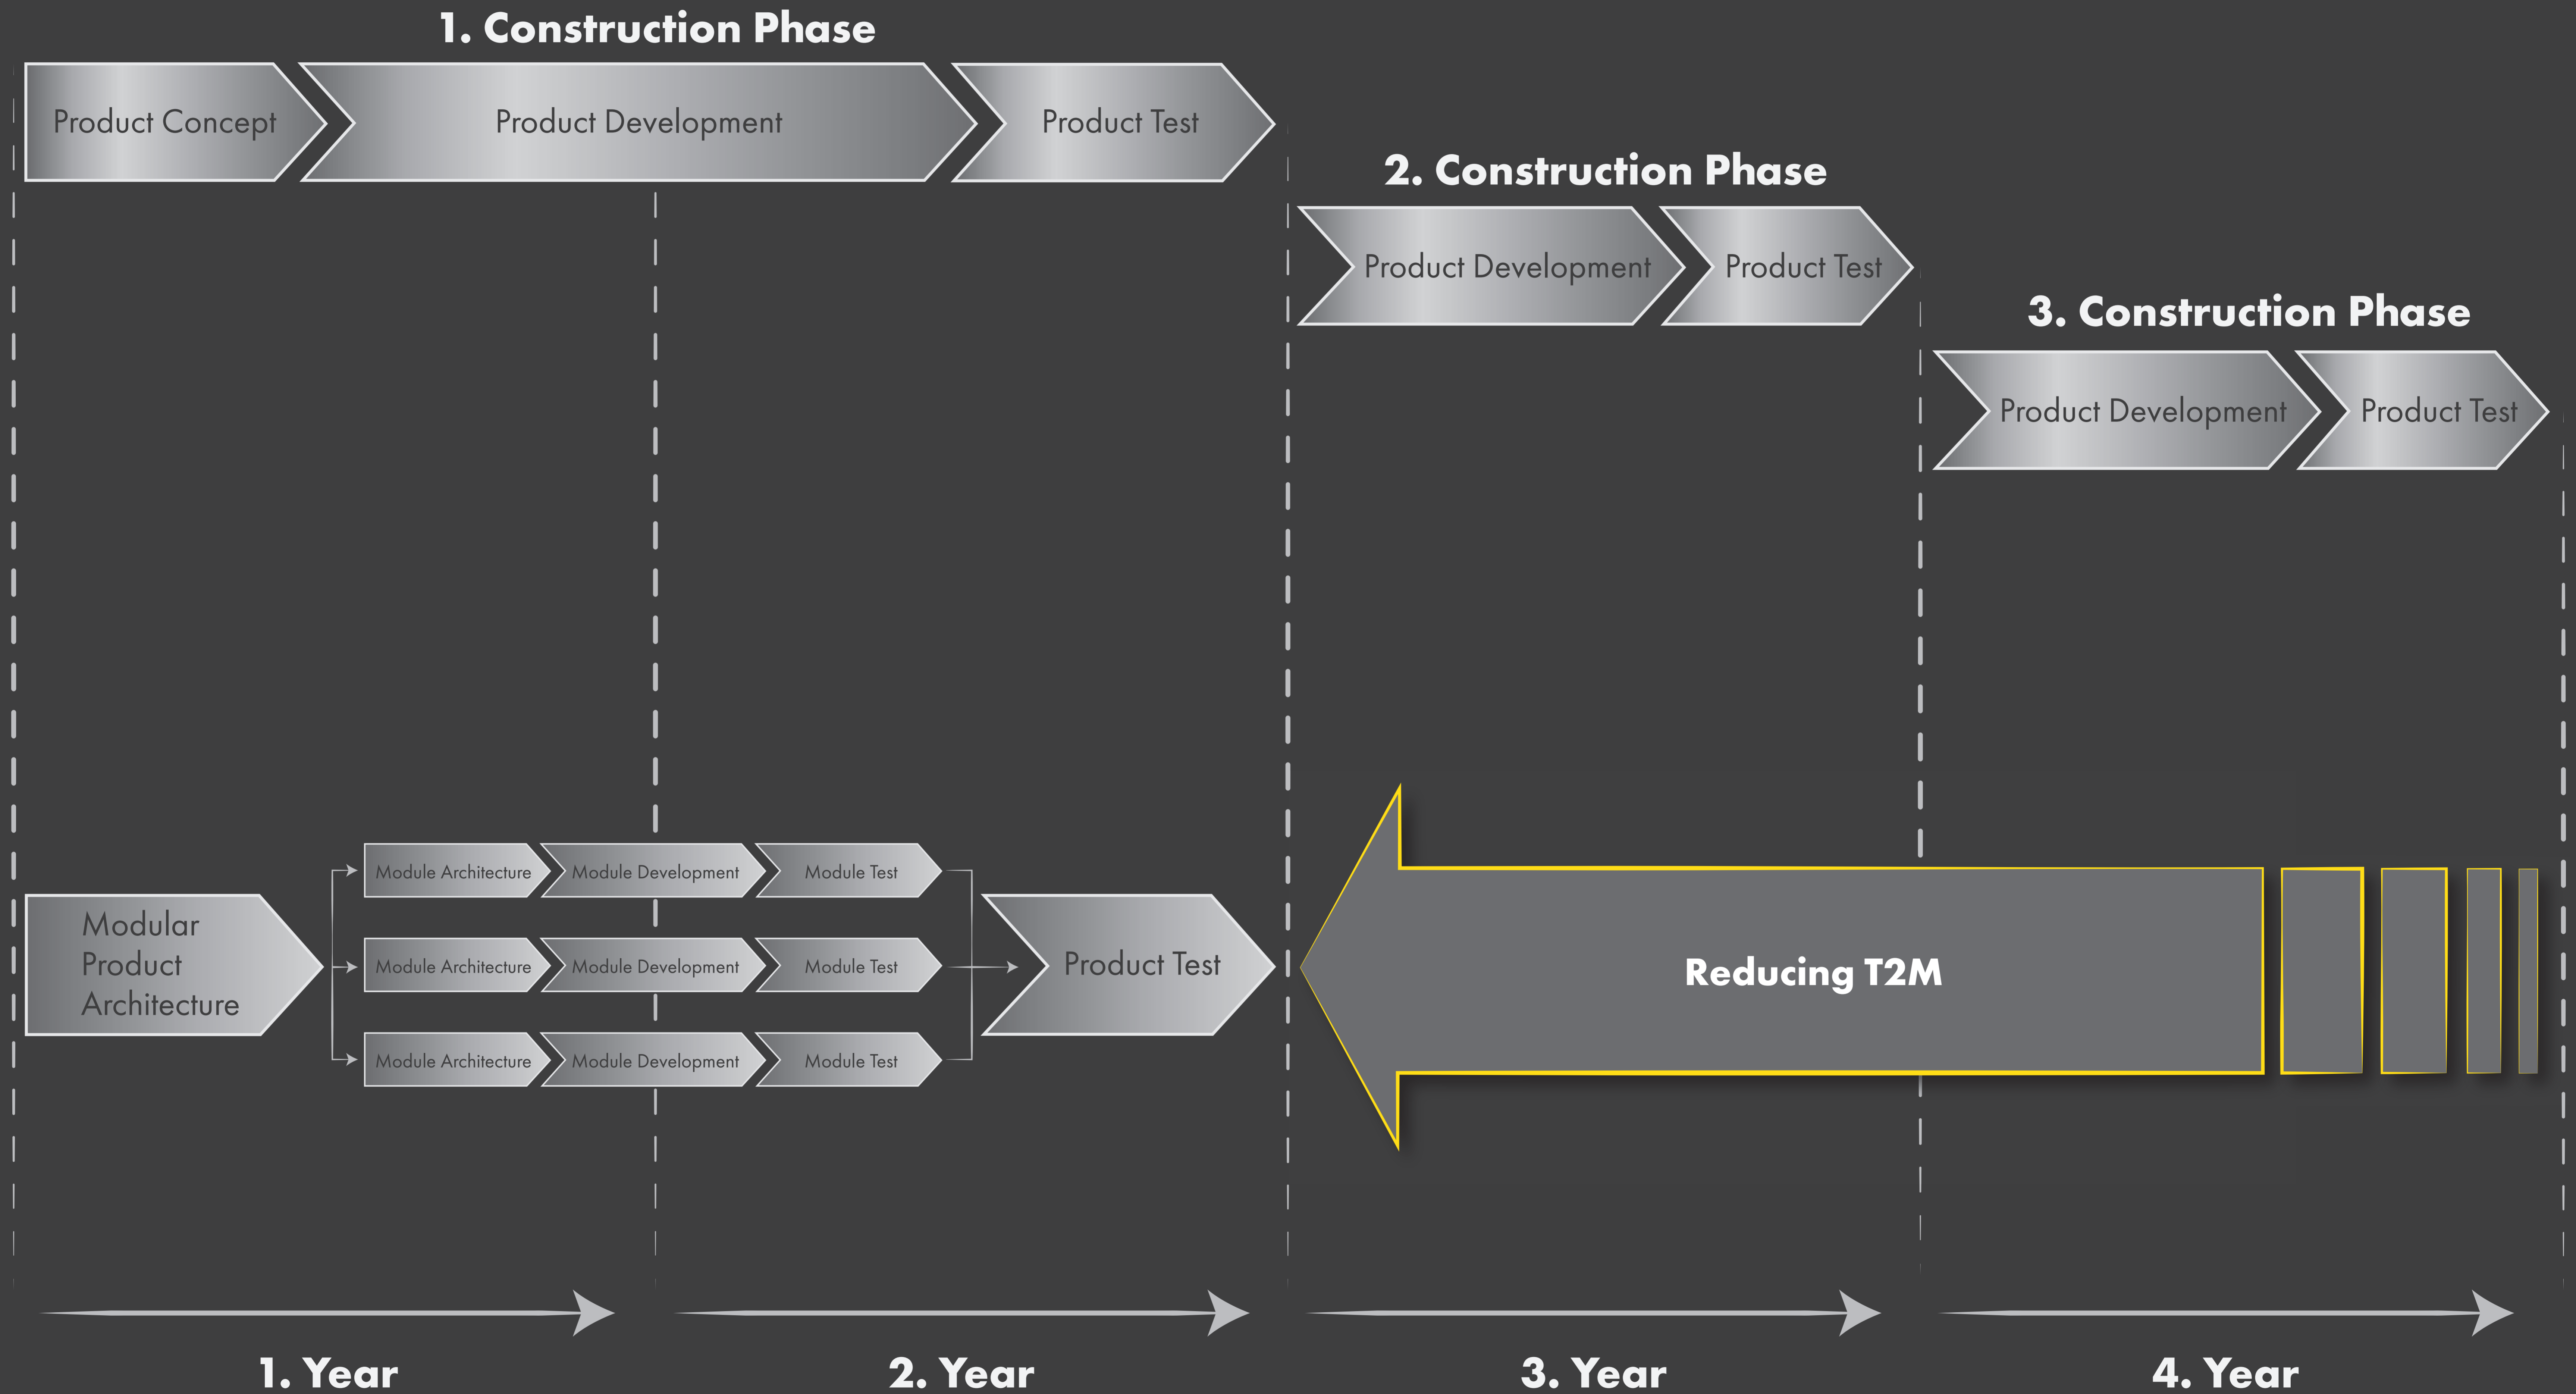 1. Construction Phase
Product Concept
Product Development
Product Test
2. Construction Phase
Product Development
Product Test
3. Construction Phase
Product Development
Product Test
Modular
Product
Architecture
Module Architecture
Module Development
Module Test
Module Architecture
Module Development
Module Test
Module Architecture
Module Development
Module Test
Product Test
Reducing T2M
1. Year
2. Year
3. Year
4. Year